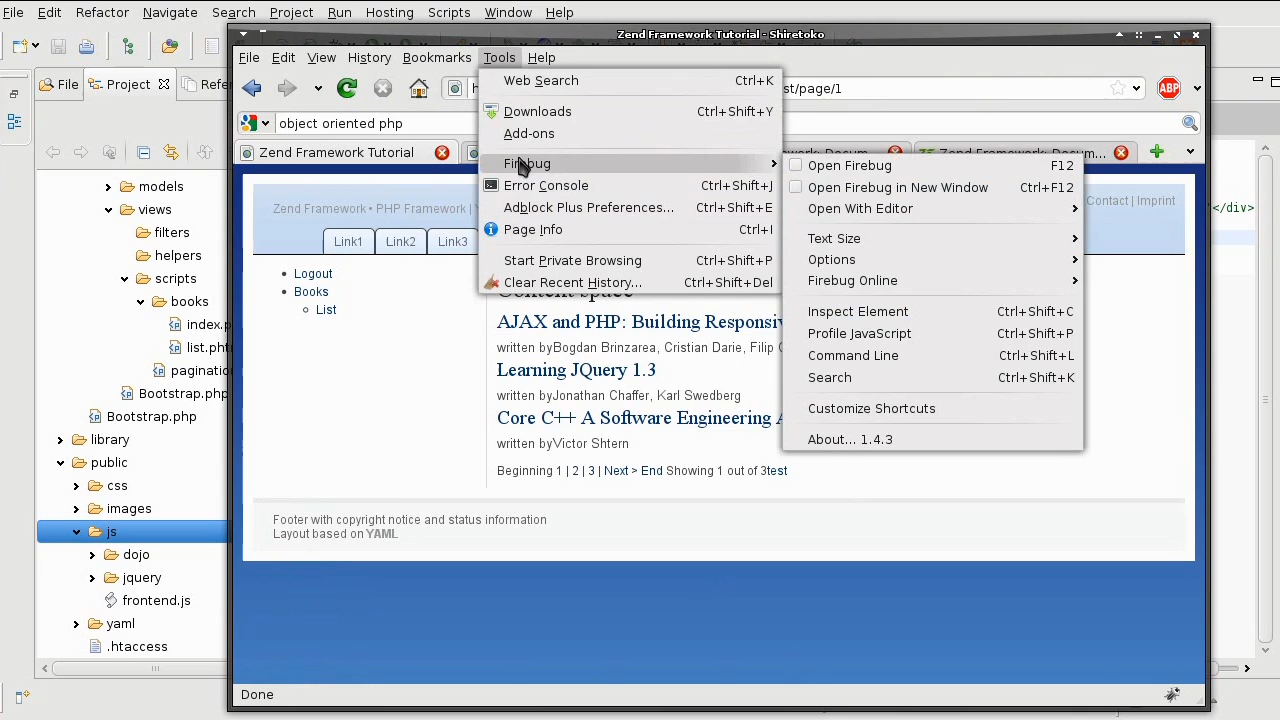 File Edit Refactor Navigate Search Project Run Hosting Scripts Window Help
Zend Framework Tutorial - Shiretoko
File Edit View History Bookmarks Tools Help
st/page/1
ABP
object oriented php
Zend Framework Tutorial
File Project Refer
Web Search Ctrl+K
Downloads Ctrl+Shift+Y
Add-ons
Firebug
Error Console Ctrl+Shift+J
Adblock Plus Preferences... Ctrl+Shift+E
Page Info Ctrl+I
Start Private Browsing Ctrl+Shift+P
Clear Recent History... Ctrl+Shift+Del
Open Firebug F12
Open Firebug in New Window Ctrl+F12
Open With Editor
Text Size
Options
Firebug Online
Inspect Element Ctrl+Shift+C
Profile JavaScript Ctrl+Shift+P
Command Line Ctrl+Shift+L
Search Ctrl+Shift+K
Customize Shortcuts
About... 1.4.3
models
views
filters
helpers
scripts
books
index.p
list.pht
paginatio
Bootstrap.php
Bootstrap.php
library
public
css
images
js
dojo
jquery
frontend.js
yaml
.htaccess
Zend Framework • PHP Framework | Y
Contact | Imprint
Link1 Link2 Link3
Logout
Books
List
Content space
AJAX and PHP: Building Responsiv
written byBogdan Brinzarea, Cristian Darie, Filip C
Learning JQuery 1.3
written byJonathan Chaffer, Karl Swedberg
Core C++ A Software Engineering A
written byVictor Shtern
Beginning 1 | 2 | 3 | Next > End Showing 1 out of 3test
Footer with copyright notice and status information
Layout based on YAML
</div>
Done